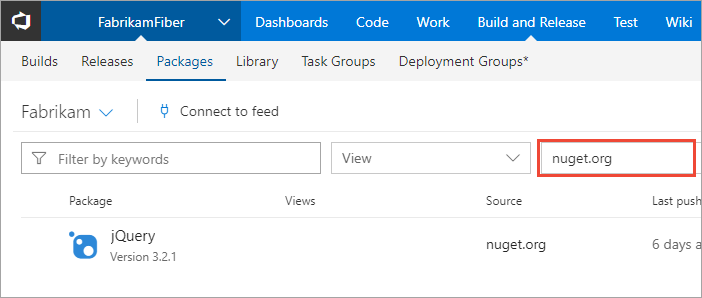 FabrikamFiber Dashboards Code Work Build and Release Test Wiki
Builds Releases Packages Library Task Groups Deployment Groups*
Fabrikam Connect to feed
Filter by keywords View nuget.org
Package Views Source Last push
jQuery nuget.org 6 days a
Version 3.2.1